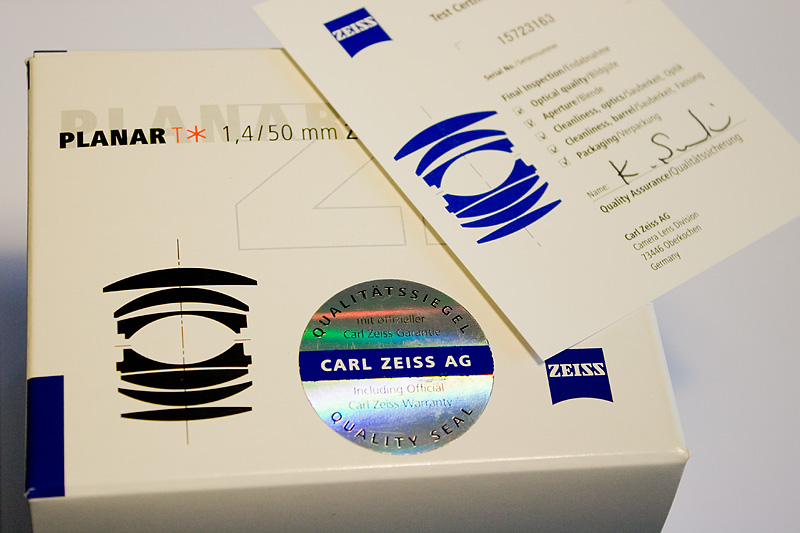 PLANAR
PLANAR T* 1,4/50 mm Z
QUALITÄTSSIEGEL
mit offizieller
Carl Zeiss Garantie
CARL ZEISS AG
Including Official
Carl Zeiss Warranty
QUALITY SEAL
ZEISS
ZEISS
Test
15723163
Serial No./Seriennummer
Final Inspection/Endabnahme
Optical quality/Bildgüte
Aperture/Blende
Cleanliness, optics/Sauberkeit, Optik
Cleanliness, barrel/Sauberkeit, Fassung
Packaging/Verpackung
Name:
Quality Assurance/Qualitätssicherung
Carl Zeiss AG
Camera Lens Division
73446 Oberkochen
Germany